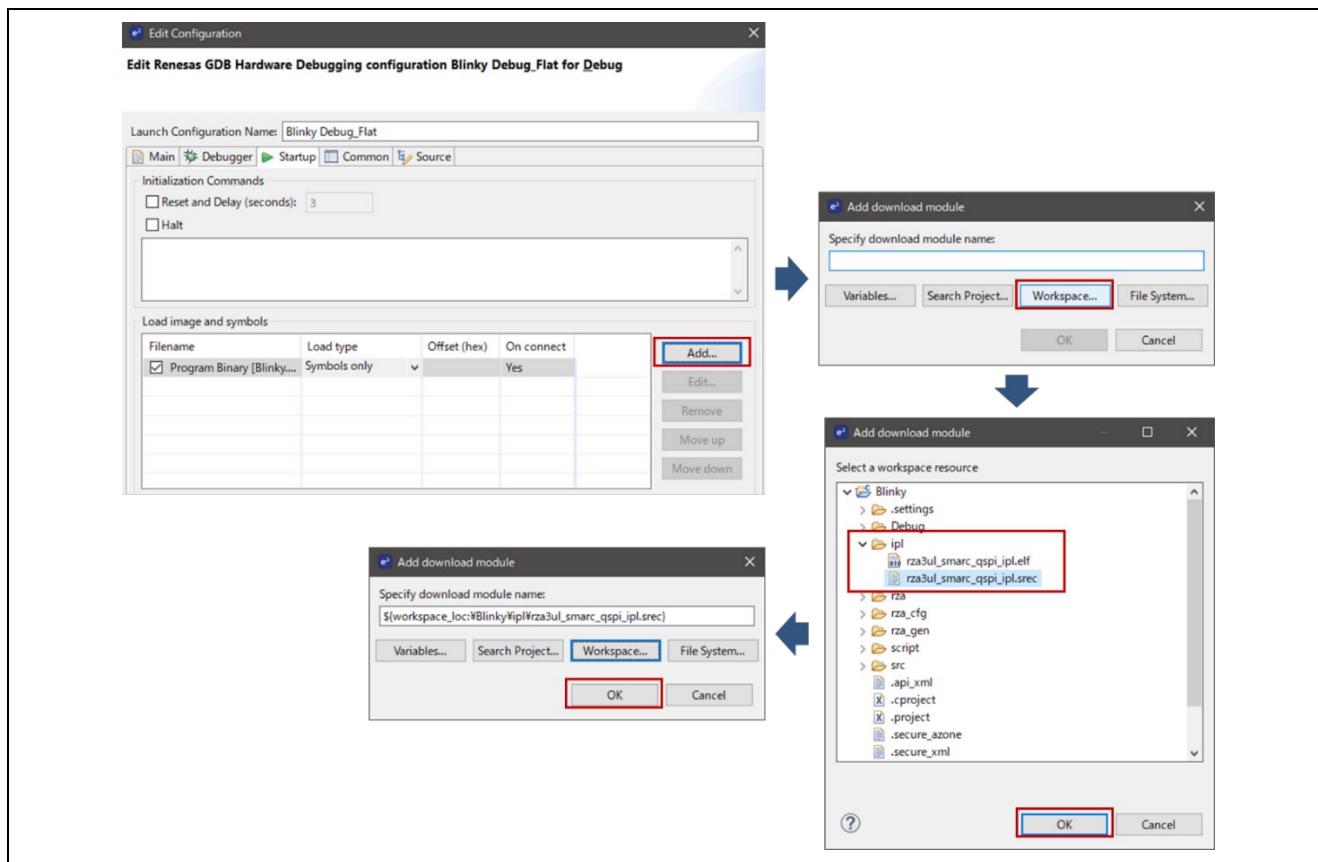 Edit Configuration
Edit Renesas GDB Hardware Debugging configuration Blinky Debug_Flat for Debug
Launch Configuration Name: Blinky Debug_Flat
Main Debugger Startup Common Source
Initialization Commands
Reset and Delay (seconds): 3
Halt
Load image and symbols
Filename Load type Offset (hex) On connect
Program Binary [Blinky.... Symbols only Yes
Add...
Edit...
Remove
Move up
Move down
Add download module
Specify download module name:
Variables... Search Project... Workspace... File System...
OK Cancel
Add download module
Select a workspace resource
Blinky
.settings
Debug
ipl
rza3ul_smarc_qspi_ipl.elf
rza3ul_smarc_qspi_ipl.srec
rza
rza_cfg
rza_gen
script
src
.api_xml
.cproject
.project
.secure_azone
.secure_xml
OK Cancel
Add download module
Specify download module name:
${workspace_loc:¥Blinky¥ipl¥rza3ul_smarc_qspi_ipl.srec}
Variables... Search Project... Workspace... File System...
OK Cancel